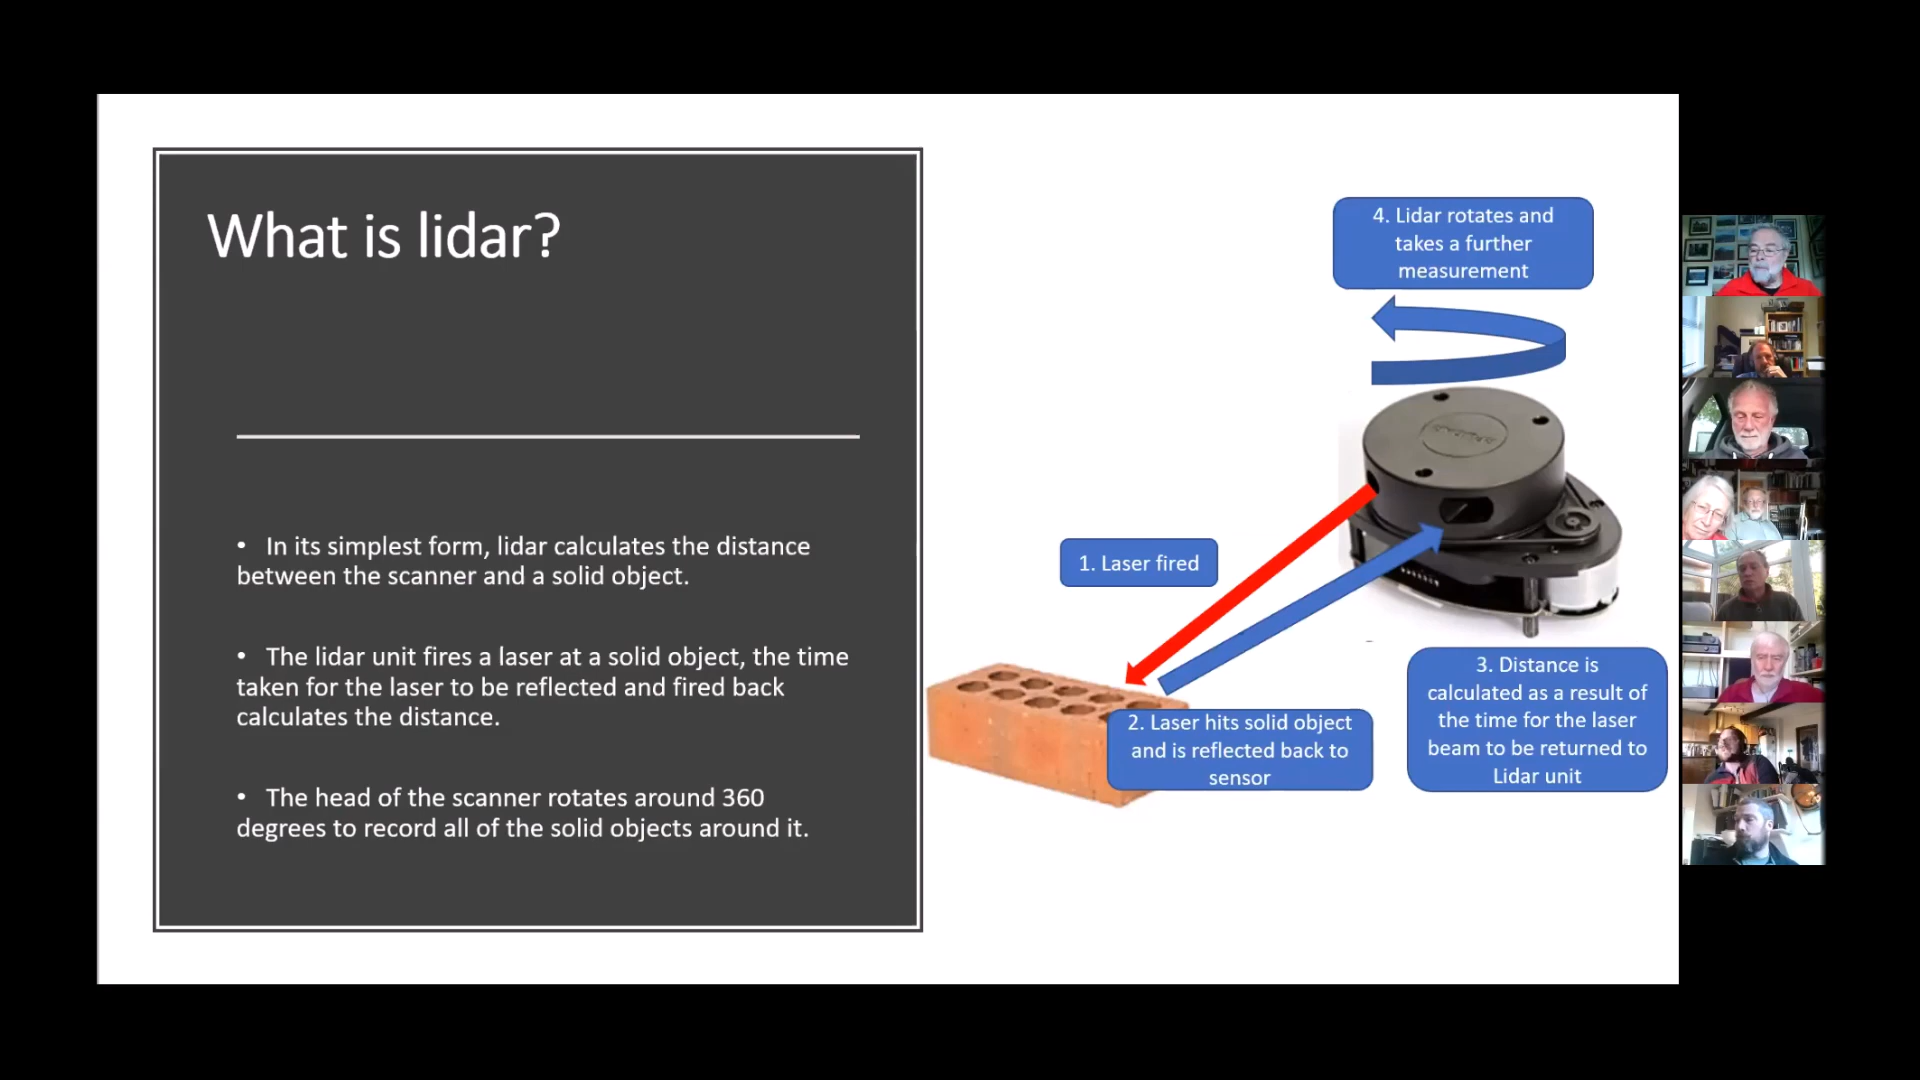 What is lidar?
• In its simplest form, lidar calculates the distance
between the scanner and a solid object.
• The lidar unit fires a laser at a solid object, the time
taken for the laser to be reflected and fired back
calculates the distance.
• The head of the scanner rotates around 360
degrees to record all of the solid objects around it.
4. Lidar rotates and
takes a further
measurement
1. Laser fired
2. Laser hits solid object
and is reflected back to
sensor
3. Distance is
calculated as a result of
the time for the laser
beam to be returned to
Lidar unit